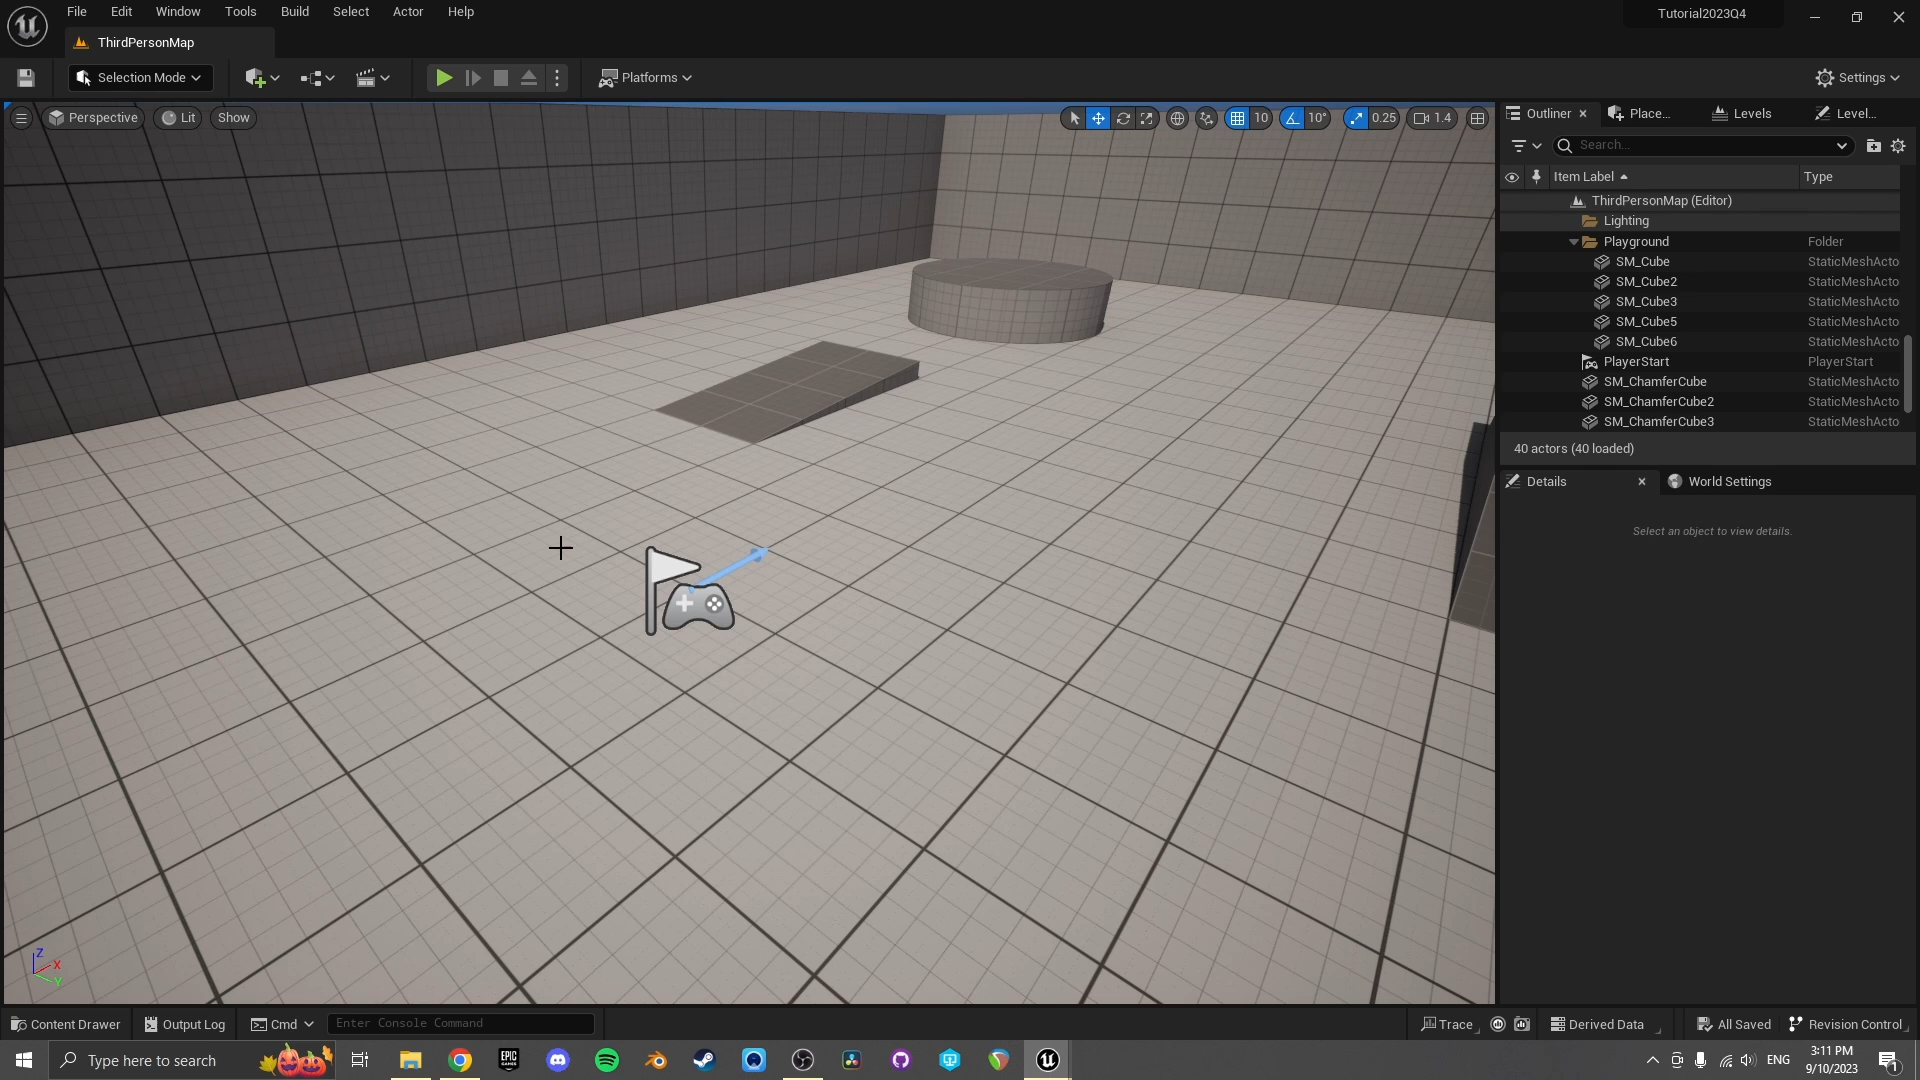 File Edit Window Tools Build Select Actor Help
Tutorial2023Q4
ThirdPersonMap
Selection Mode
Platforms
Settings
Perspective Lit Show
10 10° 0.25 1.4
Outliner Place... Levels Level...
Search...
Item Label Type
ThirdPersonMap (Editor)
Lighting
Playground Folder
SM_Cube StaticMeshActo
SM_Cube2 StaticMeshActo
SM_Cube3 StaticMeshActo
SM_Cube5 StaticMeshActo
SM_Cube6 StaticMeshActo
PlayerStart PlayerStart
SM_ChamferCube StaticMeshActo
SM_ChamferCube2 StaticMeshActo
SM_ChamferCube3 StaticMeshActo
40 actors (40 loaded)
Details World Settings
Select an object to view details.
Z
X
Y
Content Drawer Output Log Cmd Enter Console Command Trace Derived Data All Saved Revision Control
Type here to search
EPIC
GAMES
ENG
3:11 PM
9/10/2023
1